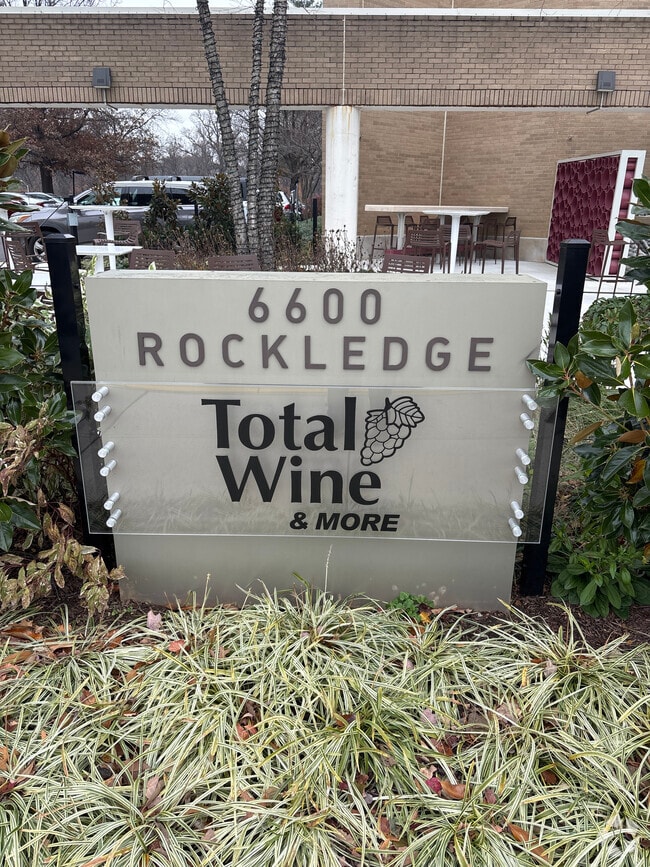 6600
ROCKLEDGE
Total
Wine
& MORE